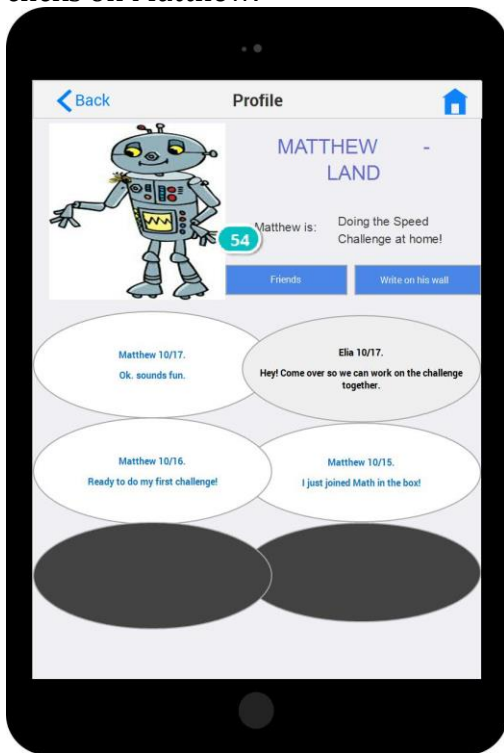 clicks on Matthew.
Back
Profile
MATTHEW -
LAND
Matthew is:
Doing the Speed
Challenge at home!
54
Friends
Write on his wall
Matthew 10/17.
Ok. sounds fun.
Elia 10/17.
Hey! Come over so we can work on the challenge
together.
Matthew 10/16.
Ready to do my first challenge!
Matthew 10/15.
I just joined Math in the box!